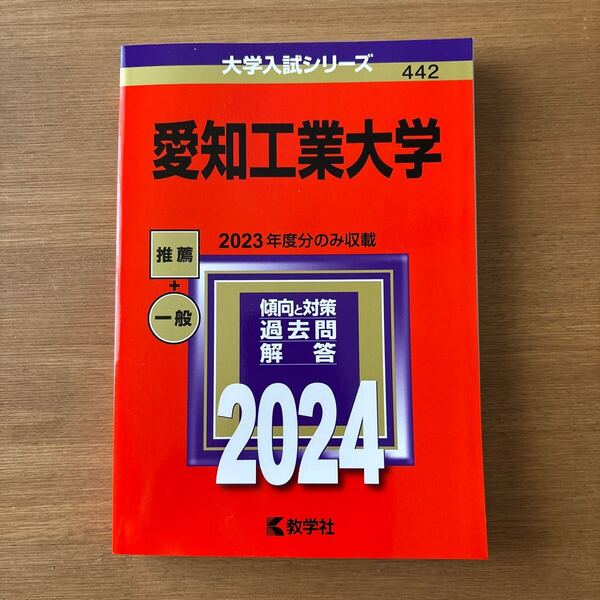 大学入試シリーズ
442
愛知工業大学
2023年度分のみ収載
推薦
+
一般
傾向と対策
過去問
解答
2024
教学社